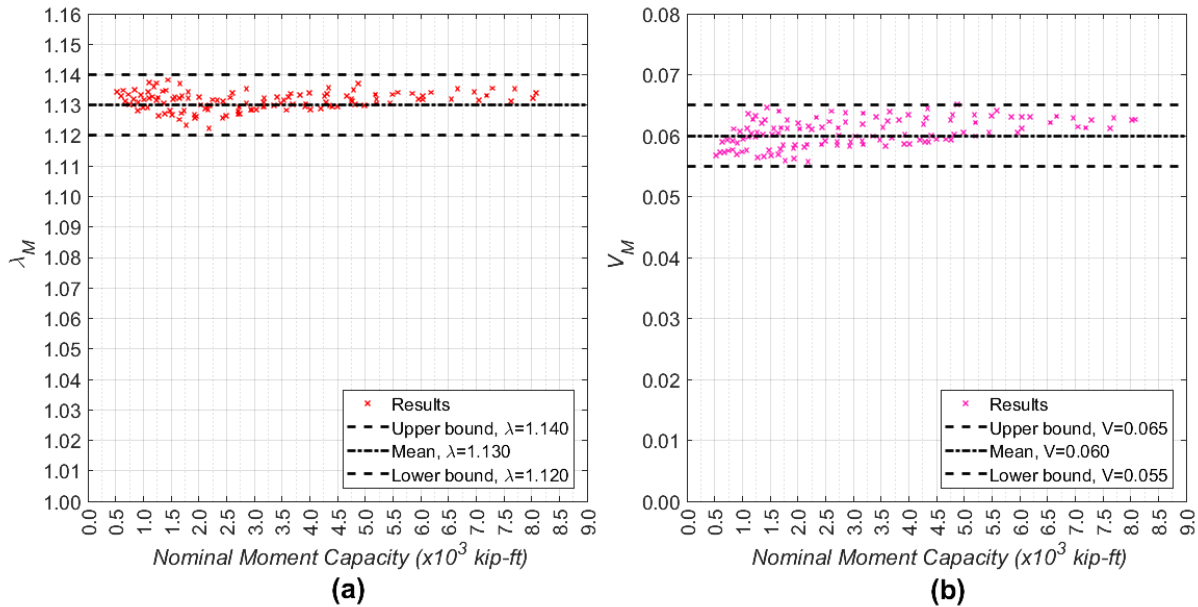 1.16
1.15
1.14
1.13
1.12
1.11
1.10
1.09
1.08
1.07
1.06
1.05
1.04
1.03
1.02
1.01
1.00
λM
Results
Upper bound, λ=1.140
Mean, λ=1.130
Lower bound, λ=1.120
0.0 0.5 1.0 1.5 2.0 2.5 3.0 3.5 4.0 4.5 5.0 5.5 6.0 6.5 7.0 7.5 8.0 8.5 9.0
Nominal Moment Capacity (x10³ kip-ft)
(a)
0.08
0.07
0.06
0.05
0.04
0.03
0.02
0.01
0.00
VM
Results
Upper bound, V=0.065
Mean, V=0.060
Lower bound, V=0.055
0.0 0.5 1.0 1.5 2.0 2.5 3.0 3.5 4.0 4.5 5.0 5.5 6.0 6.5 7.0 7.5 8.0 8.5 9.0
Nominal Moment Capacity (x10³ kip-ft)
(b)